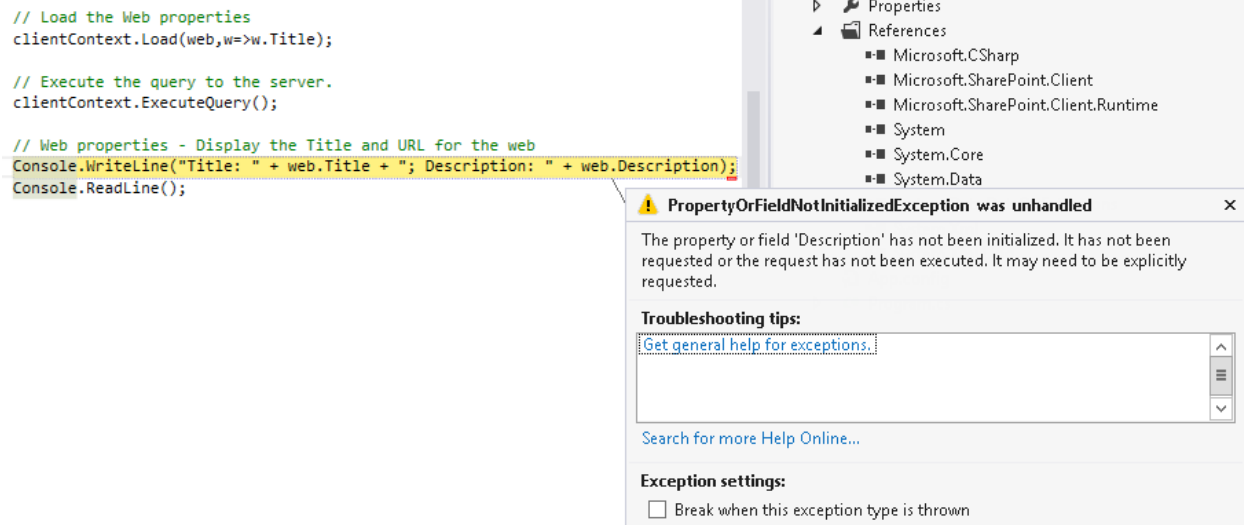 // Load the Web properties
clientContext.Load(web,w=>w.Title);
// Execute the query to the server.
clientContext.ExecuteQuery();
// Web properties - Display the Title and URL for the web
Console.WriteLine("Title: " + web.Title + "; Description: " + web.Description);
Console.ReadLine();
Properties
References
Microsoft.CSharp
Microsoft.SharePoint.Client
Microsoft.SharePoint.Client.Runtime
System
System.Core
System.Data
PropertyOrFieldNotInitializedException was unhandled
The property or field 'Description' has not been initialized. It has not been
requested or the request has not been executed. It may need to be explicitly
requested.
Troubleshooting tips:
Get general help for exceptions.
Search for more Help Online...
Exception settings:
Break when this exception type is thrown